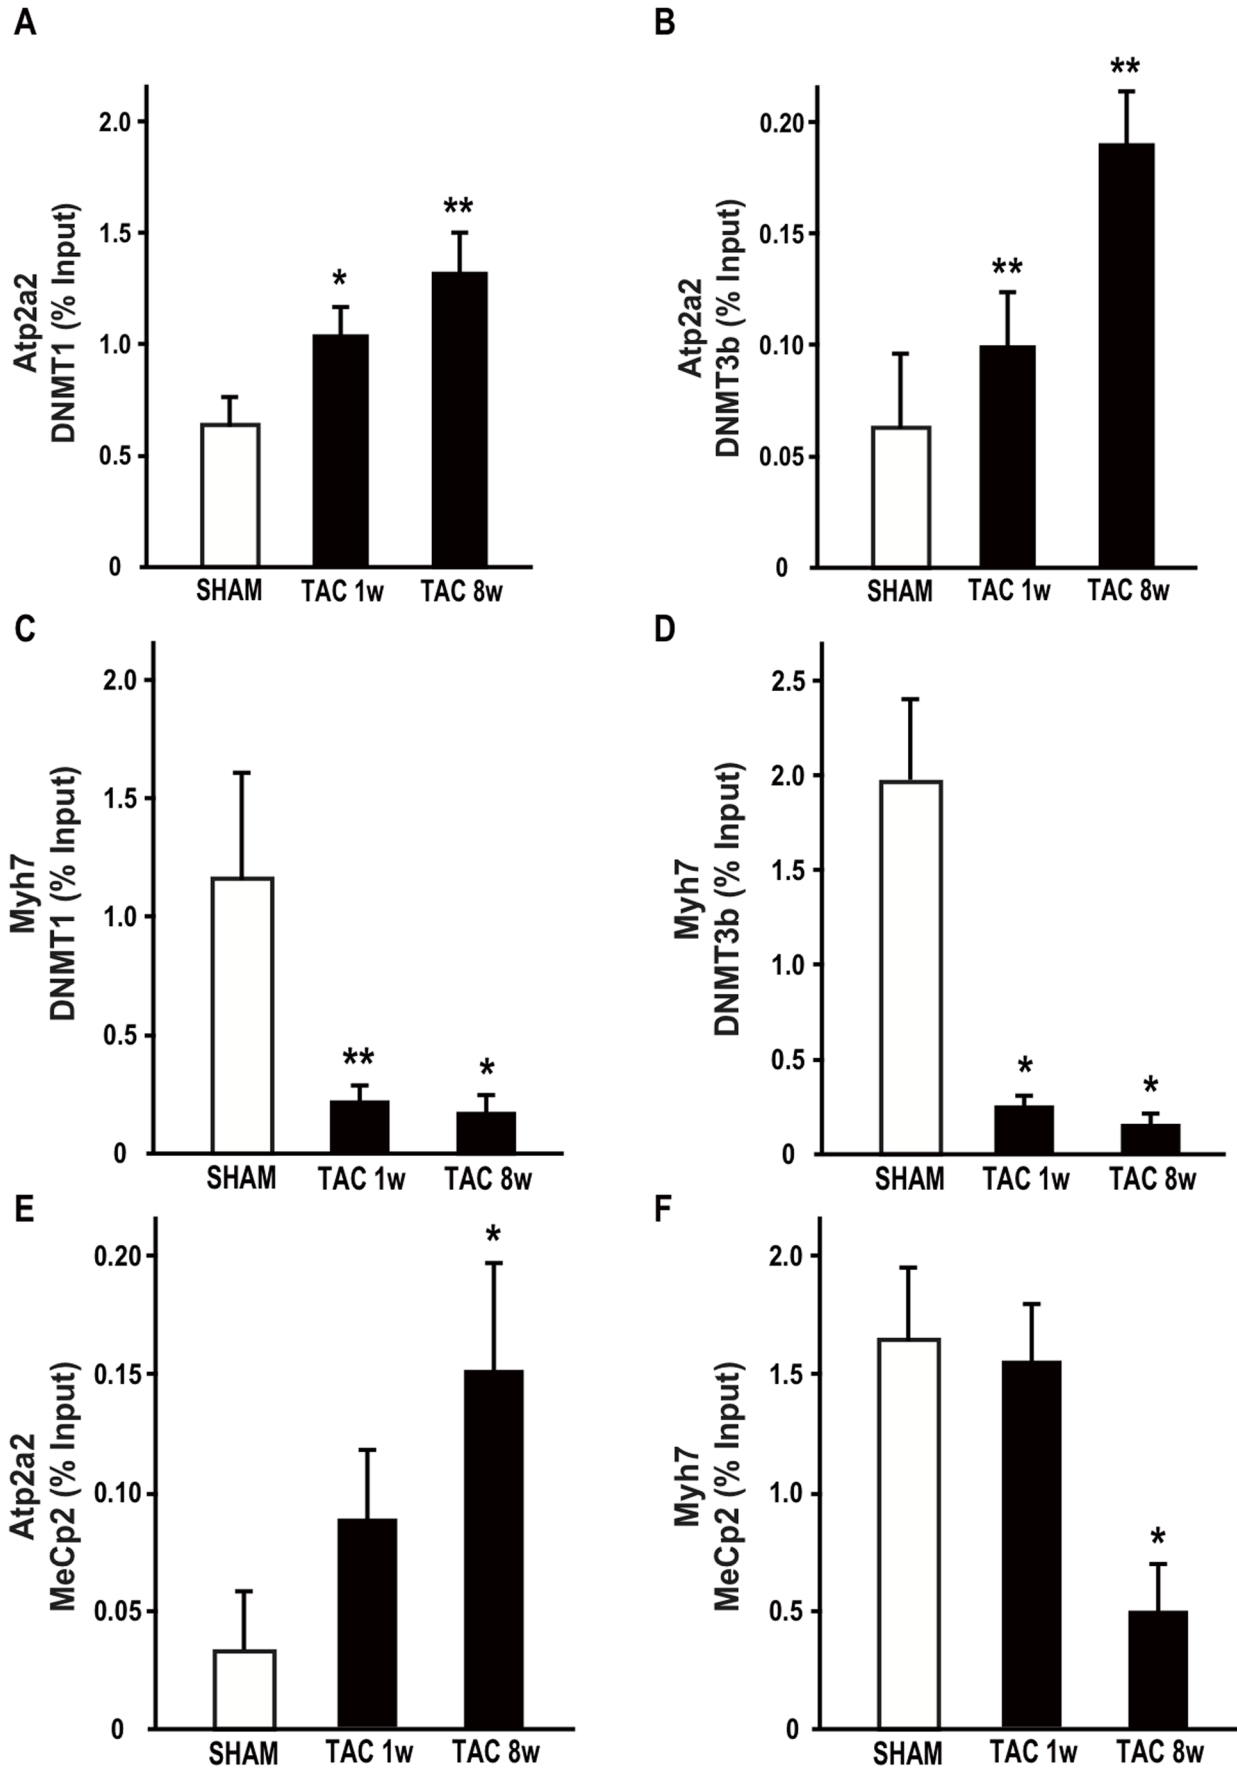 A
Atp2a2
DNMT1 (% Input)
2.0
1.5
1.0
0.5
0
*
**
SHAM TAC 1w TAC 8w
B
Atp2a2
DNMT3b (% Input)
0.20
0.15
0.10
0.05
0
**
**
SHAM TAC 1w TAC 8w
C
Myh7
DNMT1 (% Input)
2.0
1.5
1.0
0.5
0
**
*
SHAM TAC 1w TAC 8w
D
Myh7
DNMT3b (% Input)
2.5
2.0
1.5
1.0
0.5
0
*
*
SHAM TAC 1w TAC 8w
E
Atp2a2
MeCp2 (% Input)
0.20
0.15
0.10
0.05
0
*
SHAM TAC 1w TAC 8w
F
Myh7
MeCp2 (% Input)
2.0
1.5
1.0
0.5
0
*
SHAM TAC 1w TAC 8w